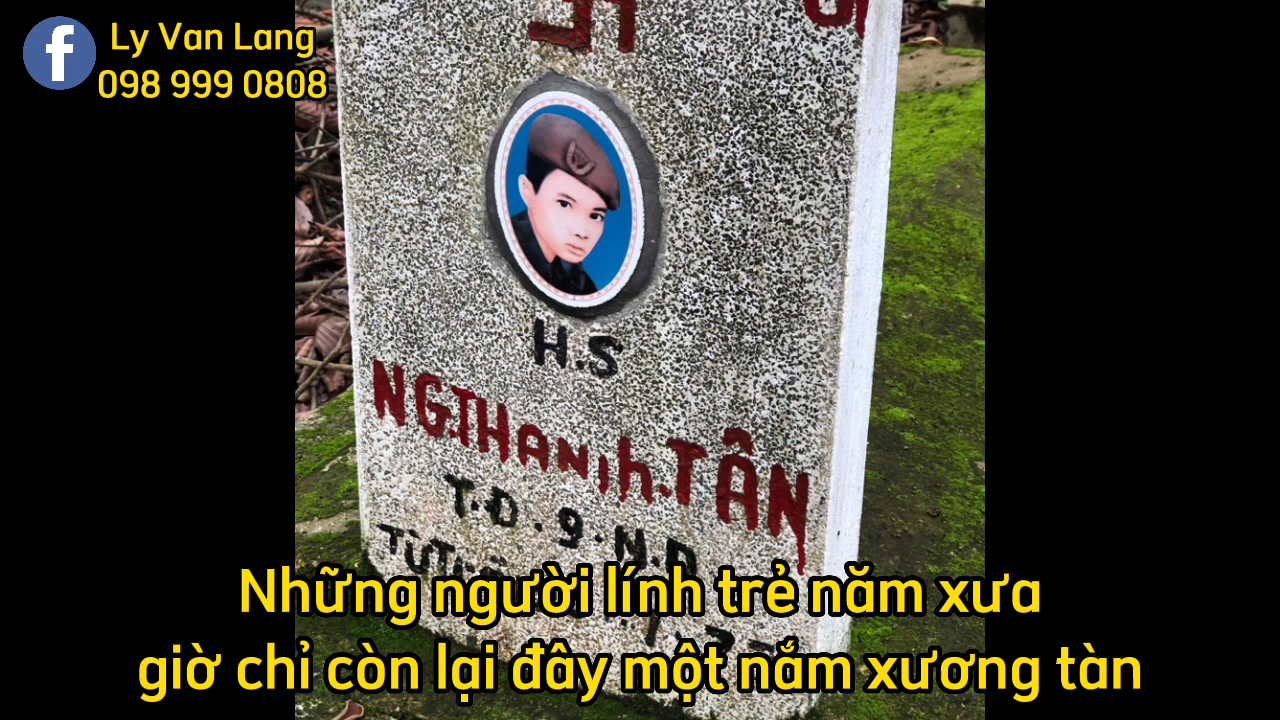 Ly Van Lang
098 999 0808
H.S
NG.THANh.TÂN
T.Đ.9.N.D
Những người lính trẻ năm xưa
giờ chỉ còn lại đây một nắm xương tàn